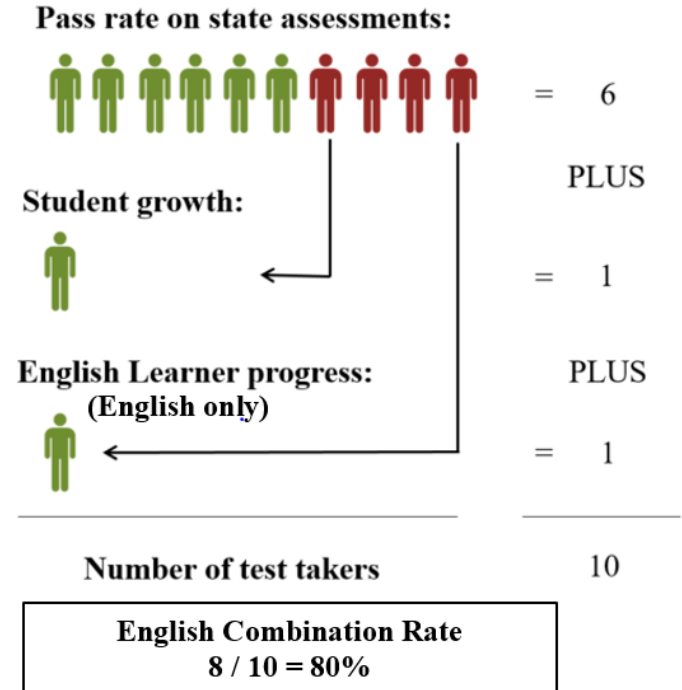 Pass rate on state assessments:
= 6
PLUS
Student growth:
= 1
English Learner progress:
PLUS
(English only)
= 1
Number of test takers
10
English Combination Rate
8 / 10 = 80%